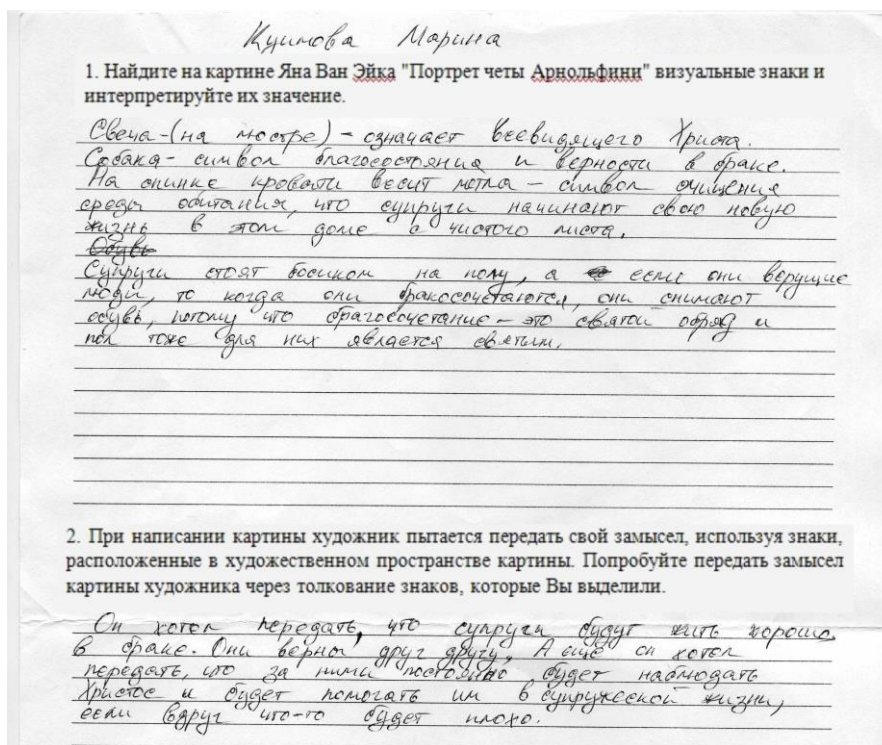 Куимова Марина
1. Найдите на картине Яна Ван Эйка "Портрет четы Арнольфини" визуальные знаки и
интерпретируйте их значение.
Свеча-(на люстре) - означает всевидящего Христа.
Собака- символ благосостояния и верности в браке.
На спинке кровати весит метла - символ очищения
среды обитания, что супруги начинают свою новую
жизнь в этом доме с чистого листа.
Обувь
Супруги стоят босиком на полу, а если они верущие
люди, то когда они бракосочетаются, они снимают
обувь, потому что брагосочетание - это святой обряд и
пол тоже для них является святым.
2. При написании картины художник пытается передать свой замысел, используя знаки,
расположенные в художественном пространстве картины. Попробуйте передать замысел
картины художника через толкование знаков, которые Вы выделили.
Он хотел передать, что супруги будут жить хорошо
в браке. Они верны друг другу, А ещё он хотел
передать, что за ними постоянно будет наблюдать
Христос и будет помогать им в супружеской жизни,
если вдруг что-то будет плохо.